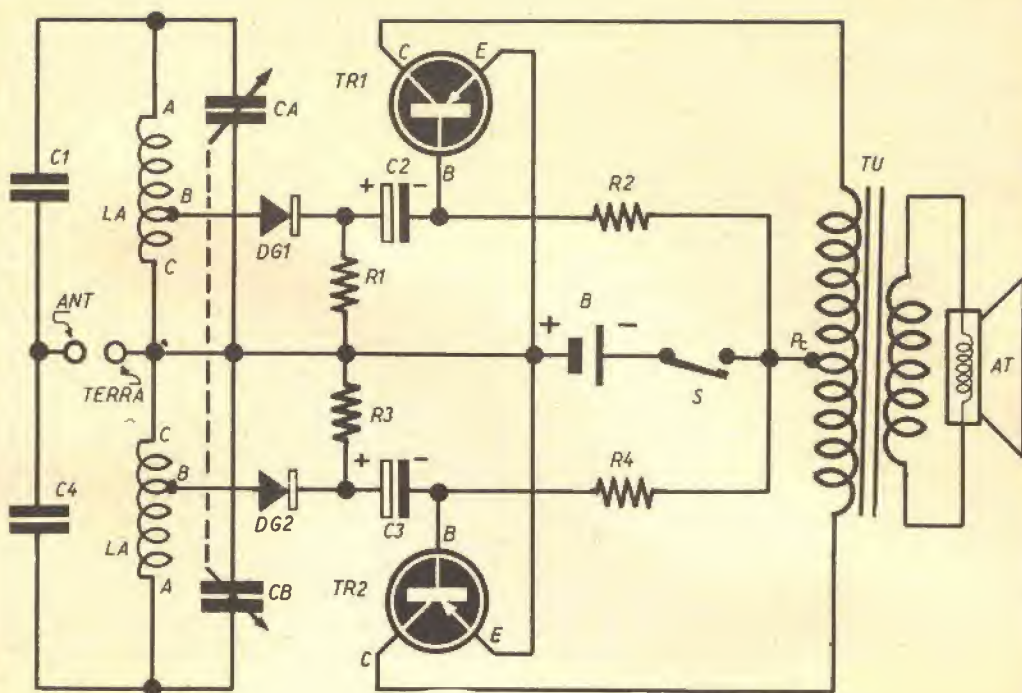 C
E
TR1
A
CA
C1
B
C2
+
-
B
R2
TU
LA
DG1
C
R1
ANT
B
+
-
Pc
TERRA
S
AT
R3
C
B
+
-
R4
C4
DG2
C3
B
LA
A
CB
TR2
E
C